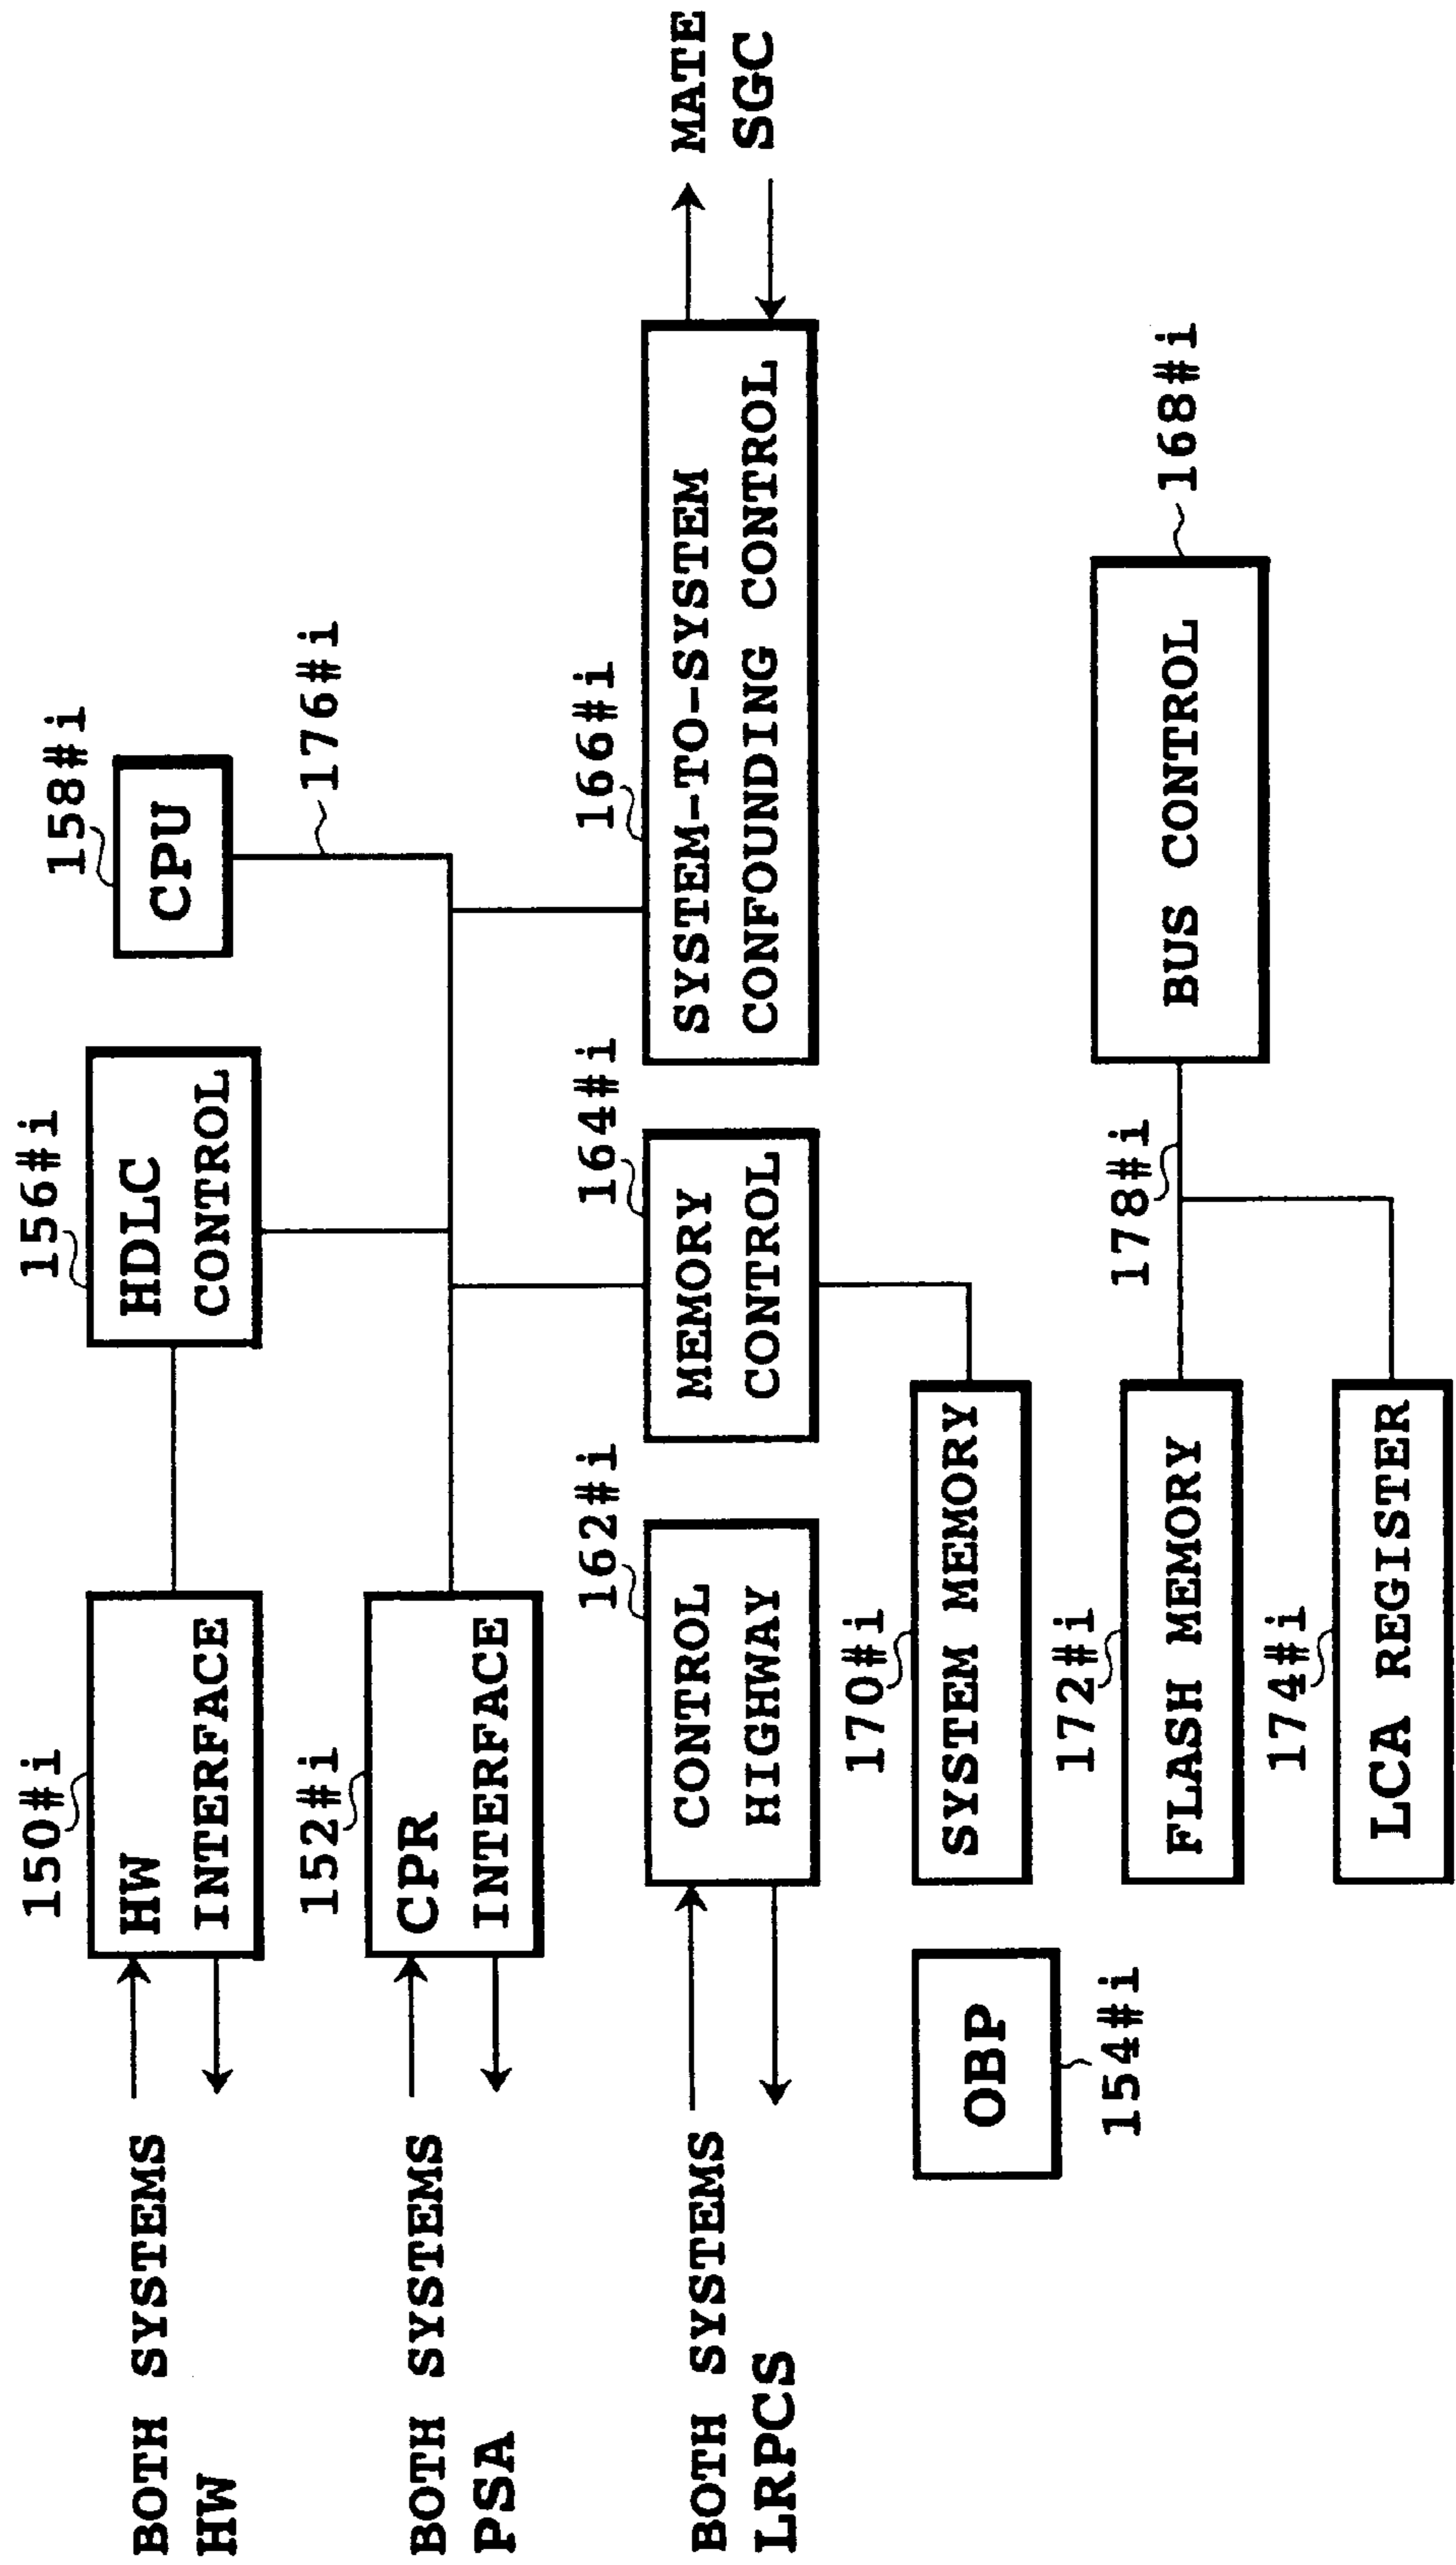 BOTH SYSTEMS
HW
150#i
HW
INTERFACE
156#i
HDLC
CONTROL
158#i
CPU
176#i
BOTH SYSTEMS
PSA
152#i
CPR
INTERFACE
BOTH SYSTEMS
LRPCS
162#i
CONTROL
HIGHWAY
164#i
MEMORY
CONTROL
166#i
SYSTEM-TO-SYSTEM
CONFOUNDING CONTROL
MATE
SGC
OBP
154#i
170#i
SYSTEM MEMORY
172#i
FLASH MEMORY
174#i
LCA REGISTER
178#i
BUS CONTROL
168#i